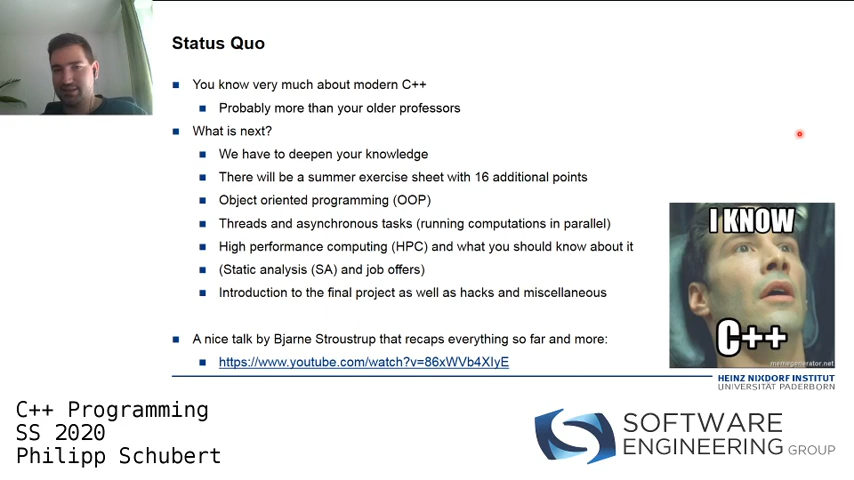 Status Quo
You know very much about modern C++
Probably more than your older professors
What is next?
We have to deepen your knowledge
There will be a summer exercise sheet with 16 additional points
Object oriented programming (OOP)
Threads and asynchronous tasks (running computations in parallel)
High performance computing (HPC) and what you should know about it
(Static analysis (SA) and job offers)
Introduction to the final project as well as hacks and miscellaneous
A nice talk by Bjarne Stroustrup that recaps everything so far and more:
https://www.youtube.com/watch?v=86xWVb4XIyE
I KNOW
C++
memegenerator.net
HEINZ NIXDORF INSTITUT
UNIVERSITÄT PADERBORN
C++ Programming
SS 2020
Philipp Schubert
SOFTWARE
ENGINEERING GROUP